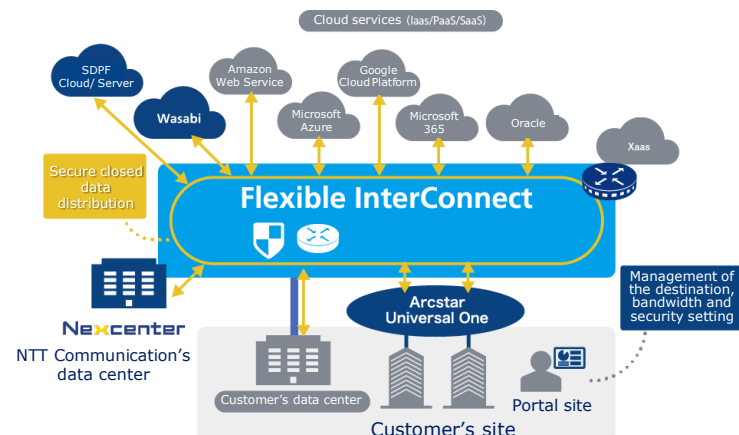 Cloud services (Iaas/PaaS/SaaS)
SDPF
Cloud/ Server
Wasabi
Amazon
Web Service
Microsoft
Azure
Google
Cloud Platform
Microsoft
365
Oracle
Xaas
Secure closed
data
distribution
Flexible InterConnect
Nexcenter
NTT Communication's
data center
Arcstar
Universal One
Management of
the destination,
bandwidth and
security setting
Customer's data center
Portal site
Customer's site